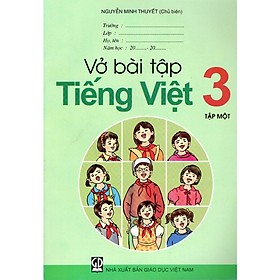 NGUYỄN MINH THUYẾT (Chủ biên)
Trường :
Lớp :
Họ, tên :
Năm học : 20........- 20........
Vở bài tập
Tiếng Việt 3
TẬP MỘT
NHÀ XUẤT BẢN GIÁO DỤC VIỆT NAM